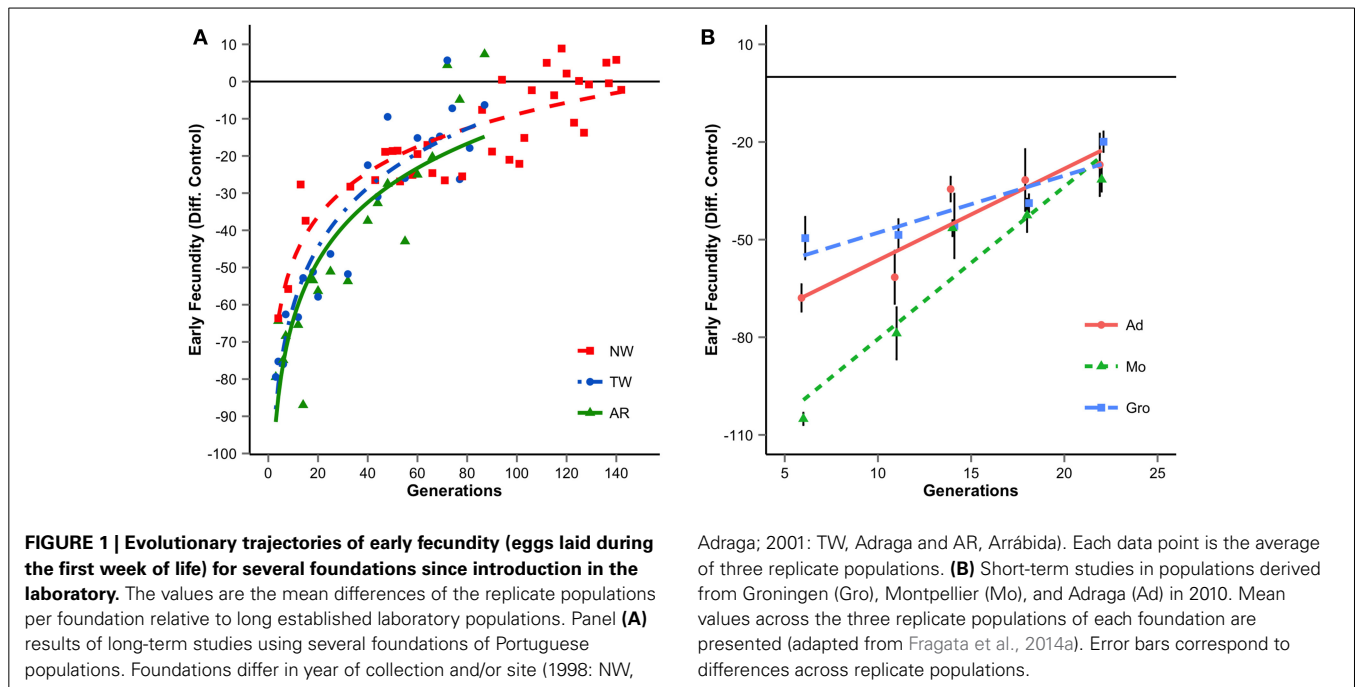 A
10
0
-10
-20
-30
-40
-50
-60
-70
-80
-90
-100
Early Fecundity (Diff. Control)
0 20 40 60 80 100 120 140
Generations
NW
TW
AR
B
10
-20
-50
-80
-110
Early Fecundity (Diff. Control)
5 10 15 20 25
Generations
Ad
Mo
Gro
FIGURE 1 | Evolutionary trajectories of early fecundity (eggs laid during
the first week of life) for several foundations since introduction in the
laboratory. The values are the mean differences of the replicate populations
per foundation relative to long established laboratory populations. Panel (A)
results of long-term studies using several foundations of Portuguese
populations. Foundations differ in year of collection and/or site (1998: NW,
Adraga; 2001: TW, Adraga and AR, Arrábida). Each data point is the average
of three replicate populations. (B) Short-term studies in populations derived
from Groningen (Gro), Montpellier (Mo), and Adraga (Ad) in 2010. Mean
values across the three replicate populations of each foundation are
presented (adapted from Fragata et al., 2014a). Error bars correspond to
differences across replicate populations.